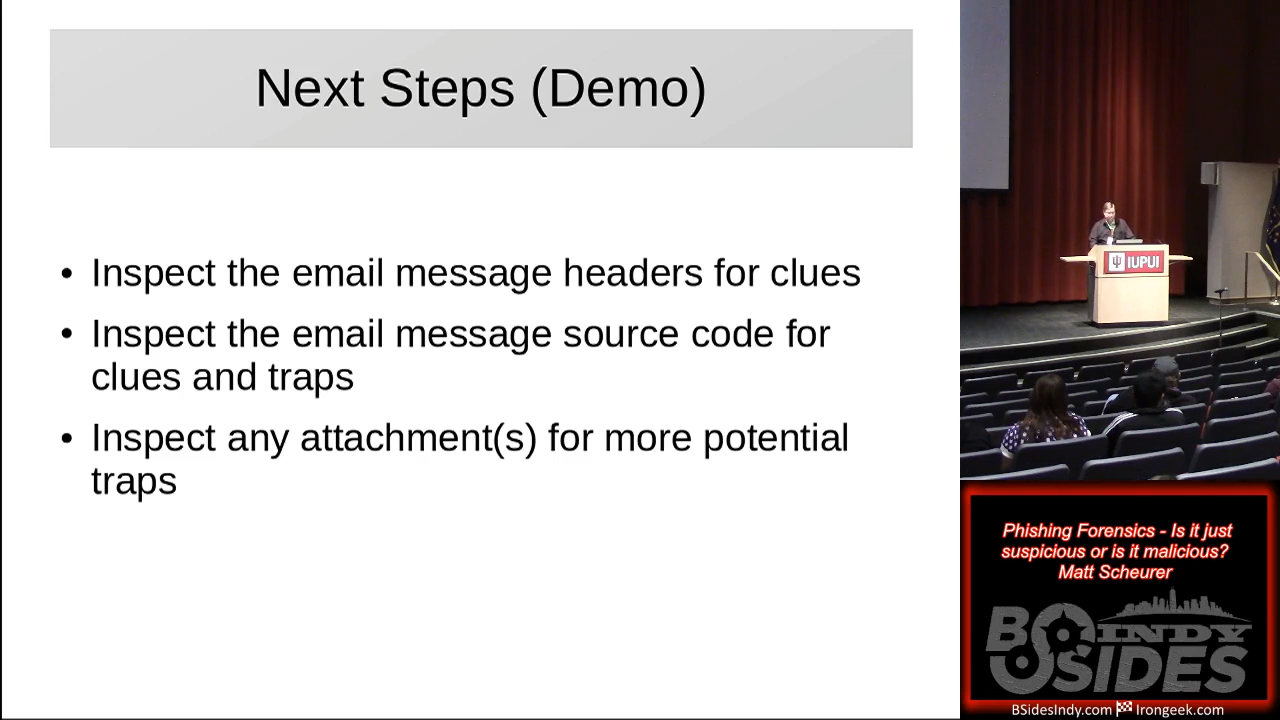 Next Steps (Demo)
• Inspect the email message headers for clues
• Inspect the email message source code for
clues and traps
• Inspect any attachment(s) for more potential
traps
IUPUI
Phishing Forensics - Is it just
suspicious or is it malicious?
Matt Scheurer
BSIDES
INDY
BSidesIndy.com Irongeek.com